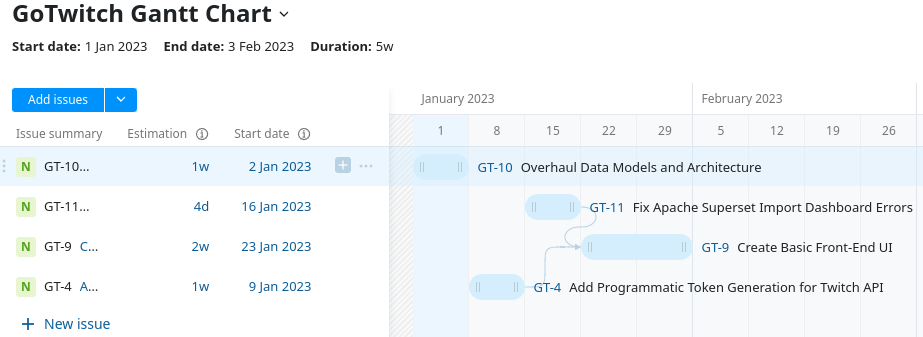 GoTwitch Gantt Chart
Start date: 1 Jan 2023 End date: 3 Feb 2023 Duration: 5w
Add issues
January 2023 February 2023
Issue summary Estimation Start date 1 8 15 22 29 5 12 19 26
N GT-10... 1w 2 Jan 2023 GT-10 Overhaul Data Models and Architecture
N GT-11... 4d 16 Jan 2023 GT-11 Fix Apache Superset Import Dashboard Errors
N GT-9 C... 2w 23 Jan 2023 GT-9 Create Basic Front-End UI
N GT-4 A... 1w 9 Jan 2023 GT-4 Add Programmatic Token Generation for Twitch API
+ New issue